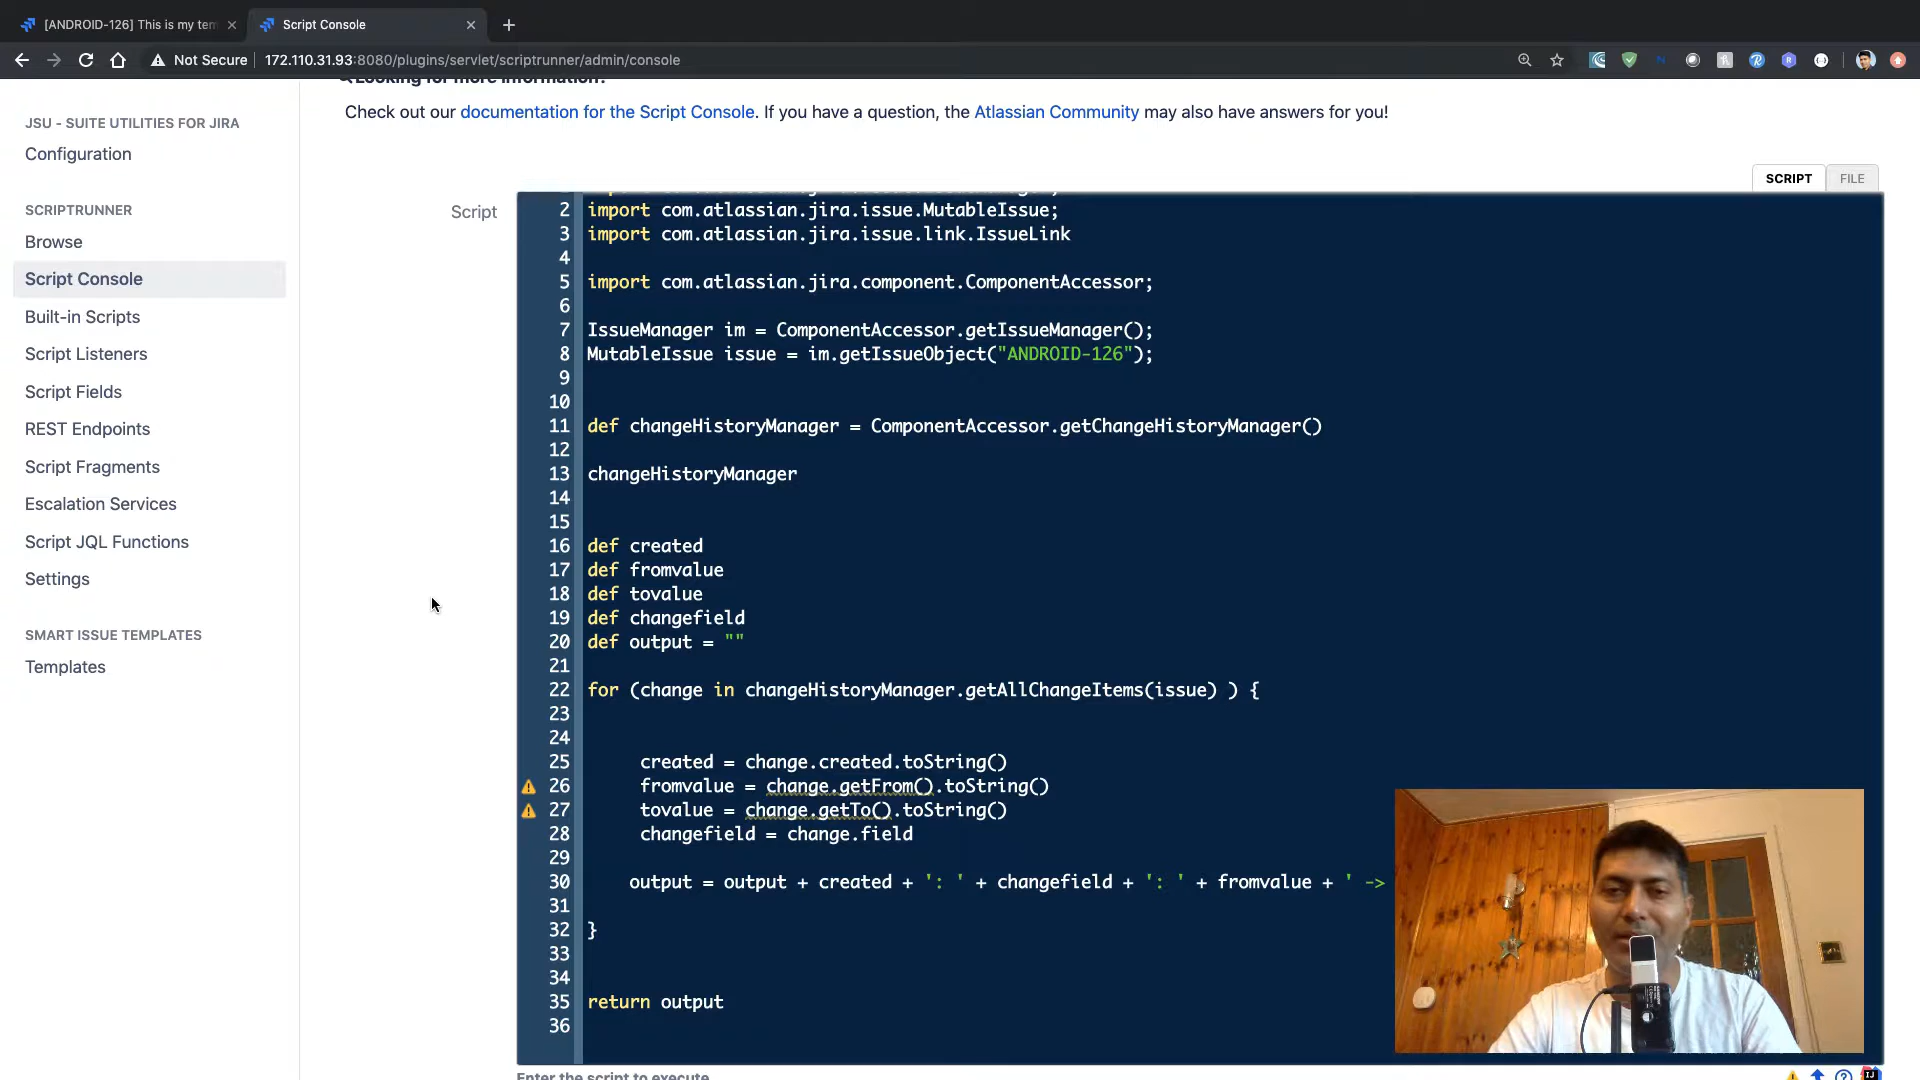 [ANDROID-126] This is my tem
Script Console
Not Secure
172.110.31.93:8080/plugins/servlet/scriptrunner/admin/console
Looking for more information?
Check out our documentation for the Script Console. If you have a question, the Atlassian Community may also have answers for you!
JSU - SUITE UTILITIES FOR JIRA
Configuration
SCRIPTRUNNER
Browse
Script Console
Built-in Scripts
Script Listeners
Script Fields
REST Endpoints
Script Fragments
Escalation Services
Script JQL Functions
Settings
SMART ISSUE TEMPLATES
Templates
SCRIPT
FILE
Script
2 import com.atlassian.jira.issue.MutableIssue;
3 import com.atlassian.jira.issue.link.IssueLink
4
5 import com.atlassian.jira.component.ComponentAccessor;
6
7 IssueManager im = ComponentAccessor.getIssueManager();
8 MutableIssue issue = im.getIssueObject("ANDROID-126");
9
10
11 def changeHistoryManager = ComponentAccessor.getChangeHistoryManager()
12
13 changeHistoryManager
14
15
16 def created
17 def fromvalue
18 def tovalue
19 def changefield
20 def output = ""
21
22 for (change in changeHistoryManager.getAllChangeItems(issue) ) {
23
24
25 created = change.created.toString()
26 fromvalue = change.getFrom().toString()
27 tovalue = change.getTo().toString()
28 changefield = change.field
29
30 output = output + created + ': ' + changefield + ': ' + fromvalue + ' ->
31
32 }
33
34
35 return output
36
Enter the script to execute